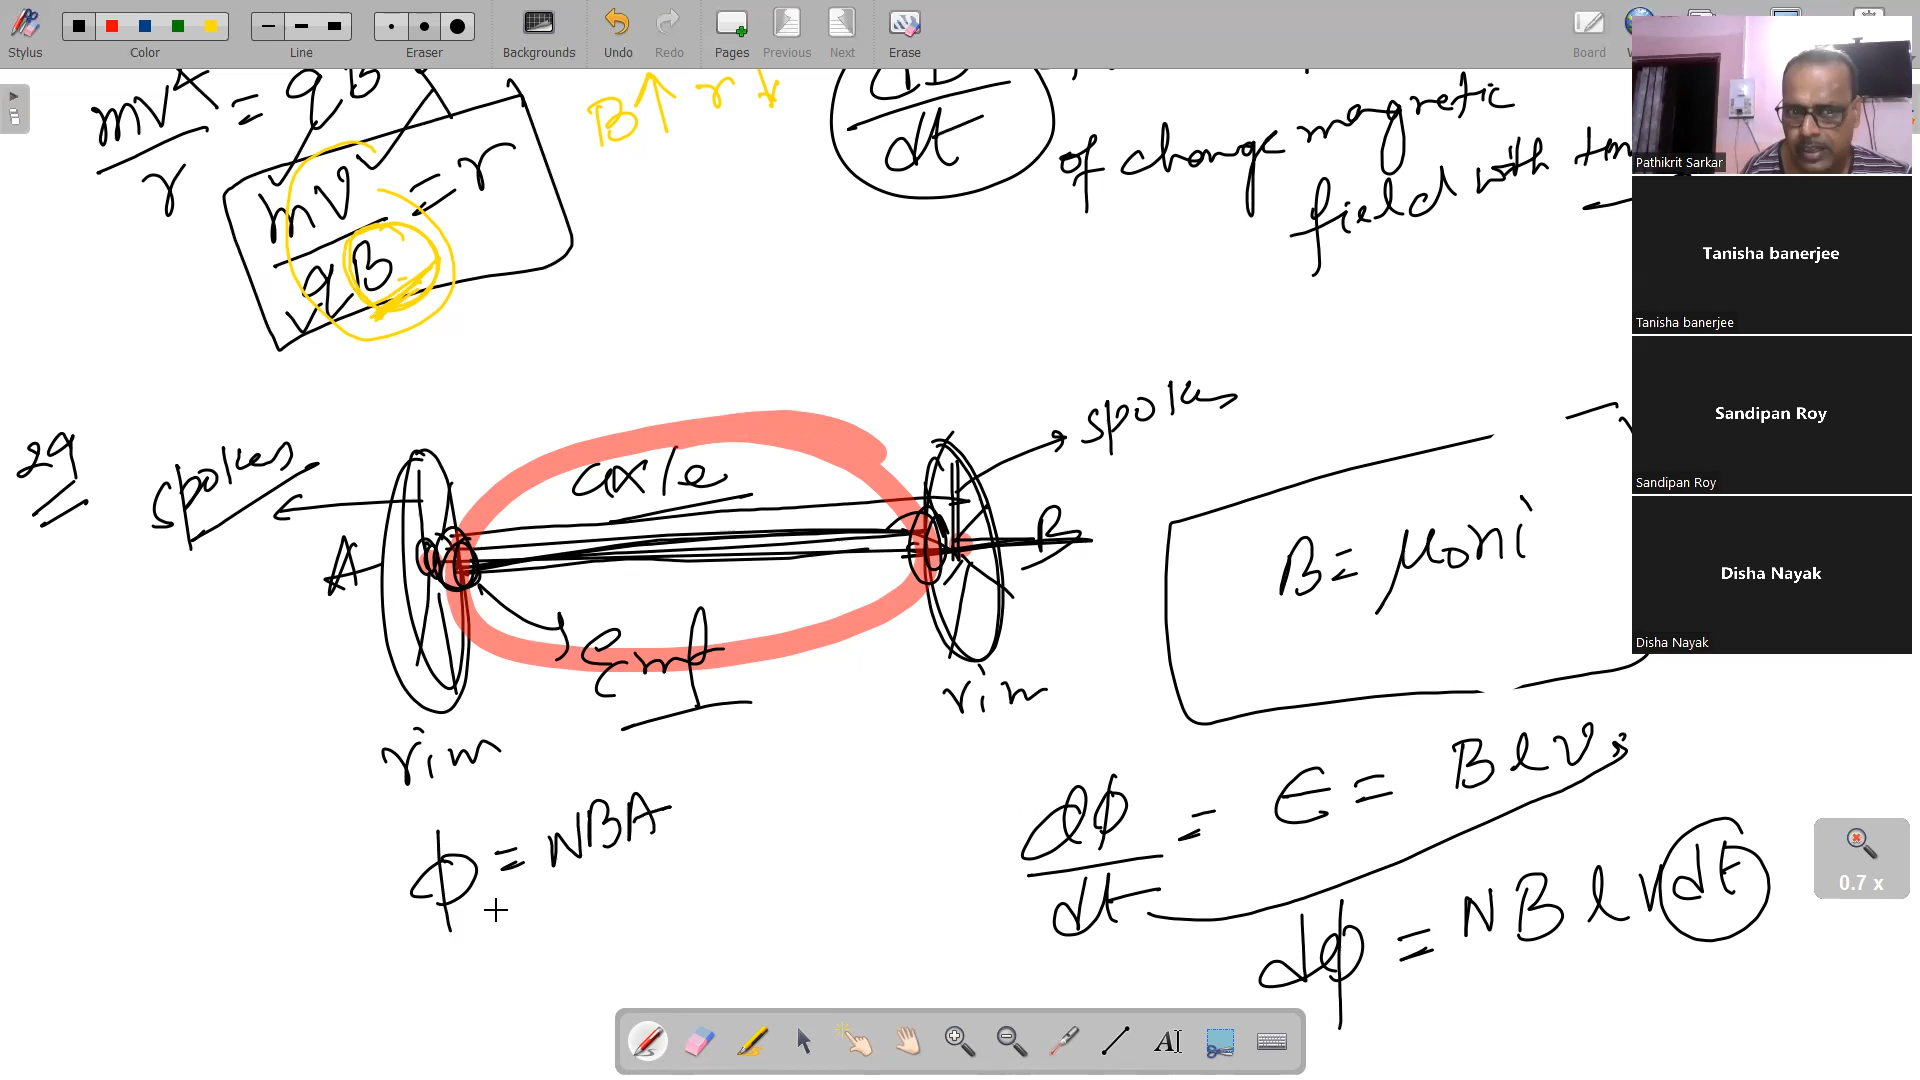 Stylus Color Line Eraser Backgrounds Undo Redo Pages Previous Next Erase Board
mv² / r = qB
B↑ r↓
dB / dt
of change magnetic
field with
mv / qB = r
Pathikrit Sarkar
Tanisha banerjee
Tanisha banerjee
Sandipan Roy
Sandipan Roy
Disha Nayak
Disha Nayak
29
spokes
axle
spokes
A
B
Emf
rim
rim
B = μ₀ni
φ = NBA
dφ / dt = E = Blv
dφ = NBlvdt
0.7 x